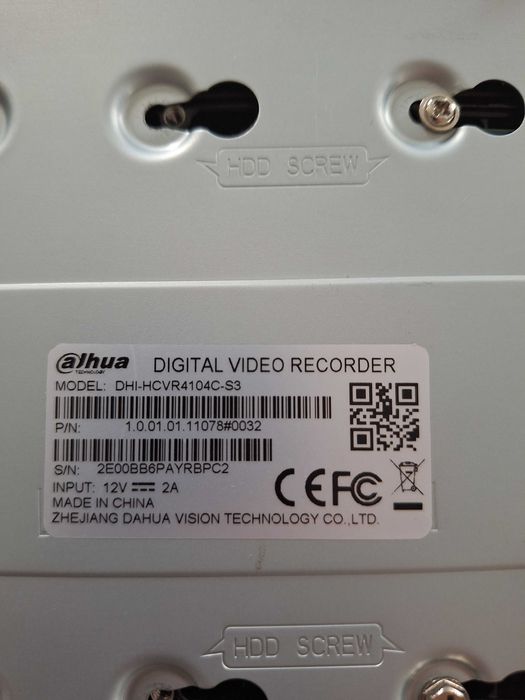 HDD SCREW
alhua
TECHNOLOGY
DIGITAL VIDEO RECORDER
MODEL: DHI-HCVR4104C-S3
P/N: 1.0.01.01.11078#0032
S/N: 2E00BB6PAYRBPC2
INPUT: 12V ⎓ 2A
CE FC
MADE IN CHINA
ZHEJIANG DAHUA VISION TECHNOLOGY CO.,LTD.
HDD SCREW